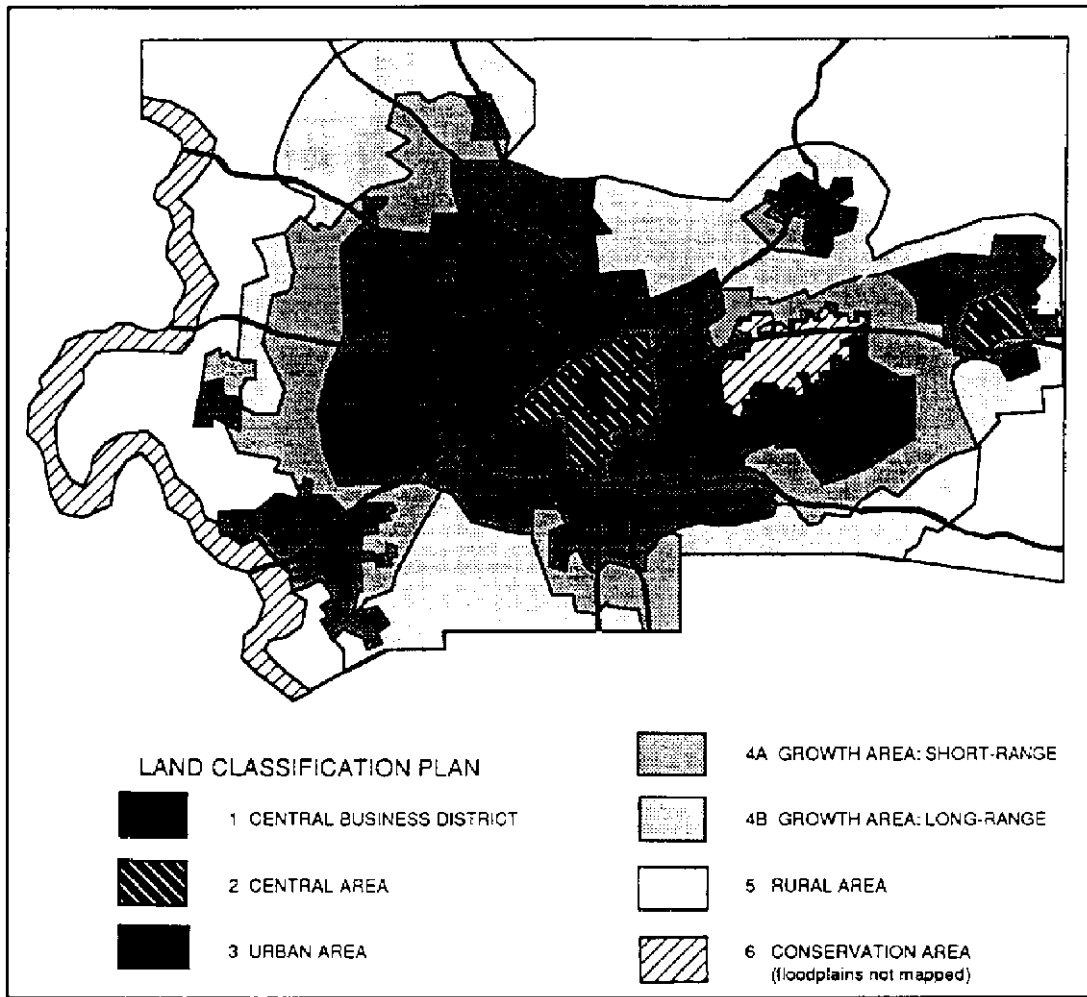 LAND CLASSIFICATION PLAN
1 CENTRAL BUSINESS DISTRICT
2 CENTRAL AREA
3 URBAN AREA
4A GROWTH AREA: SHORT-RANGE
4B GROWTH AREA: LONG-RANGE
5 RURAL AREA
6 CONSERVATION AREA
(floodplains not mapped)